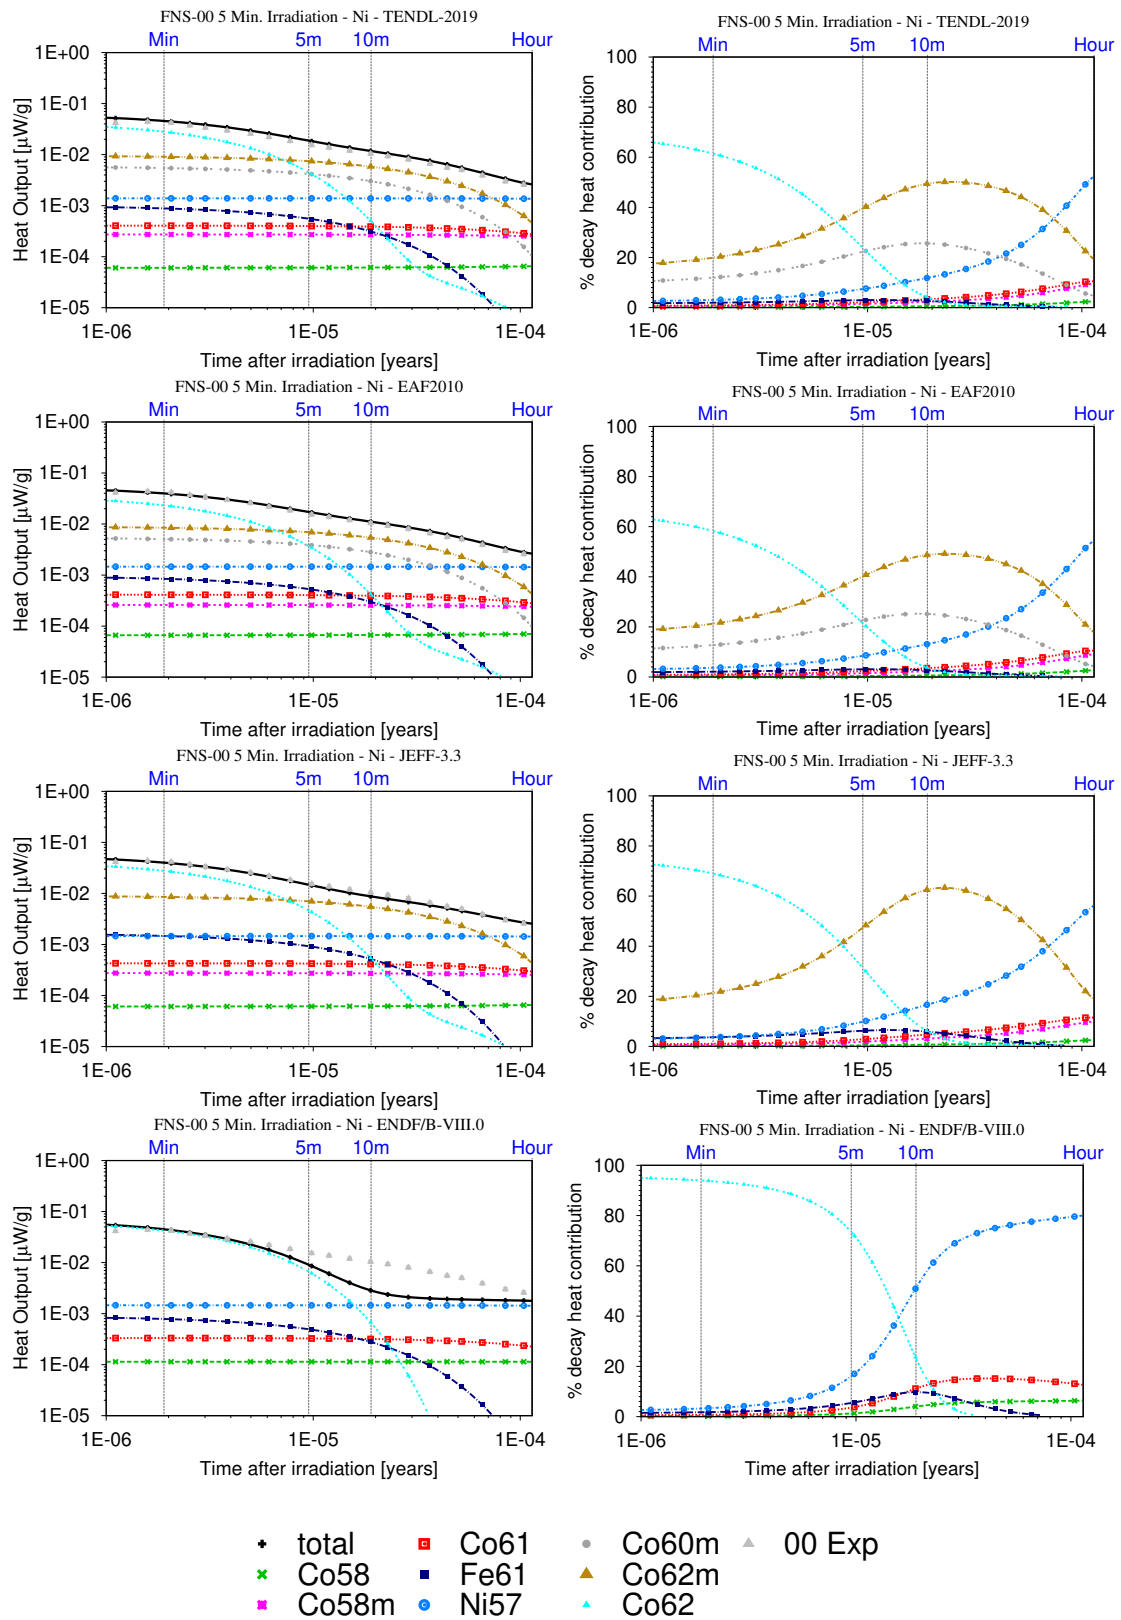 FNS-00 5 Min. Irradiation - Ni - TENDL-2019
Min 5m 10m Hour
1E+00
1E-01
1E-02
1E-03
1E-04
1E-05
Heat Output [µW/g]
1E-06 1E-05 1E-04
Time after irradiation [years]
FNS-00 5 Min. Irradiation - Ni - TENDL-2019
Min 5m 10m Hour
100
80
60
40
20
0
% decay heat contribution
1E-06 1E-05 1E-04
Time after irradiation [years]
FNS-00 5 Min. Irradiation - Ni - EAF2010
Min 5m 10m Hour
1E+00
1E-01
1E-02
1E-03
1E-04
1E-05
Heat Output [µW/g]
1E-06 1E-05 1E-04
Time after irradiation [years]
FNS-00 5 Min. Irradiation - Ni - EAF2010
Min 5m 10m Hour
100
80
60
40
20
0
% decay heat contribution
1E-06 1E-05 1E-04
Time after irradiation [years]
FNS-00 5 Min. Irradiation - Ni - JEFF-3.3
Min 5m 10m Hour
1E+00
1E-01
1E-02
1E-03
1E-04
1E-05
Heat Output [µW/g]
1E-06 1E-05 1E-04
Time after irradiation [years]
FNS-00 5 Min. Irradiation - Ni - JEFF-3.3
Min 5m 10m Hour
100
80
60
40
20
0
% decay heat contribution
1E-06 1E-05 1E-04
Time after irradiation [years]
FNS-00 5 Min. Irradiation - Ni - ENDF/B-VIII.0
Min 5m 10m Hour
1E+00
1E-01
1E-02
1E-03
1E-04
1E-05
Heat Output [µW/g]
1E-06 1E-05 1E-04
Time after irradiation [years]
FNS-00 5 Min. Irradiation - Ni - ENDF/B-VIII.0
Min 5m 10m Hour
100
80
60
40
20
0
% decay heat contribution
1E-06 1E-05 1E-04
Time after irradiation [years]
total Co61 Co60m 00 Exp
Co58 Fe61 Co62m
Co58m Ni57 Co62